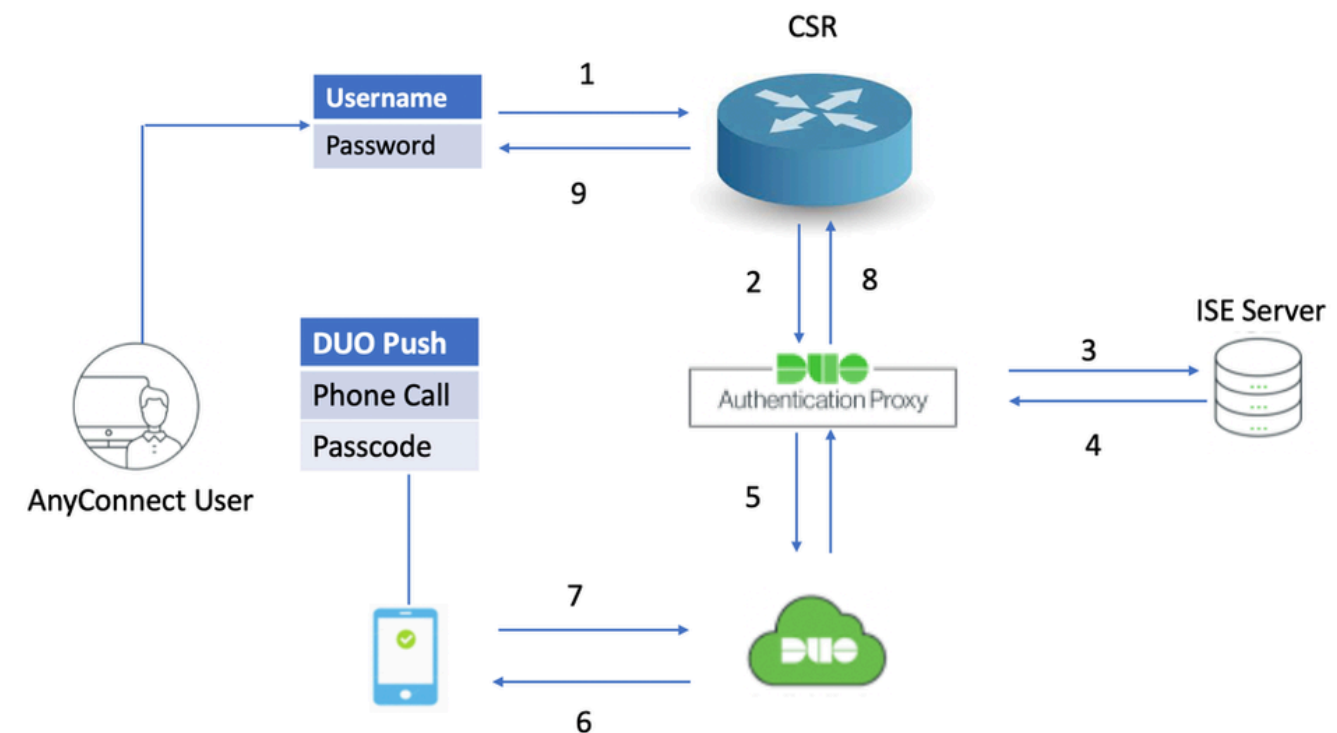 CSR
1
Username
Password
9
2
8
ISE Server
DUO Push
Phone Call
Passcode
DUO
Authentication Proxy
3
4
AnyConnect User
5
7
DUO
6